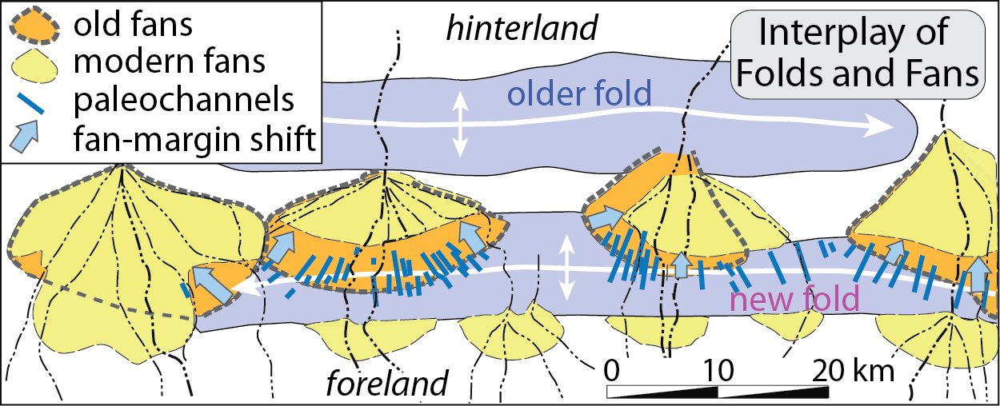 old fans
modern fans
paleochannels
fan-margin shift
hinterland
Interplay of
Folds and Fans
older fold
new fold
foreland
0 10 20 km